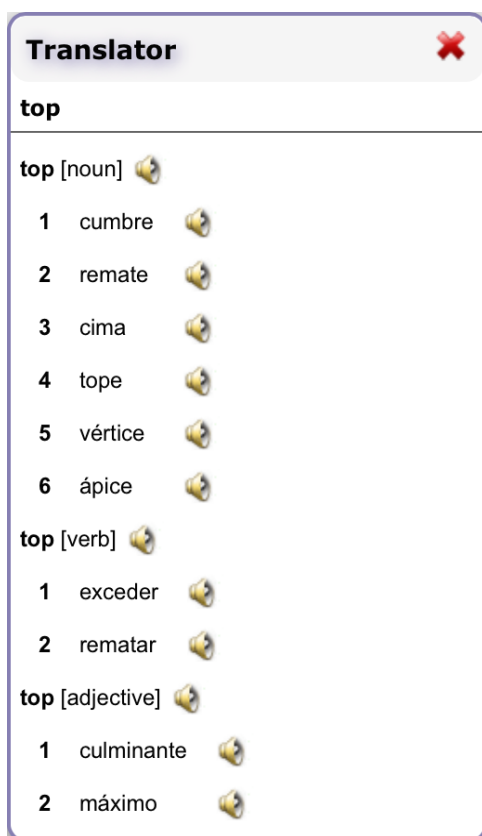 Translator
top
top [noun]
1 cumbre
2 remate
3 cima
4 tope
5 vértice
6 ápice
top [verb]
1 exceder
2 rematar
top [adjective]
1 culminante
2 máximo